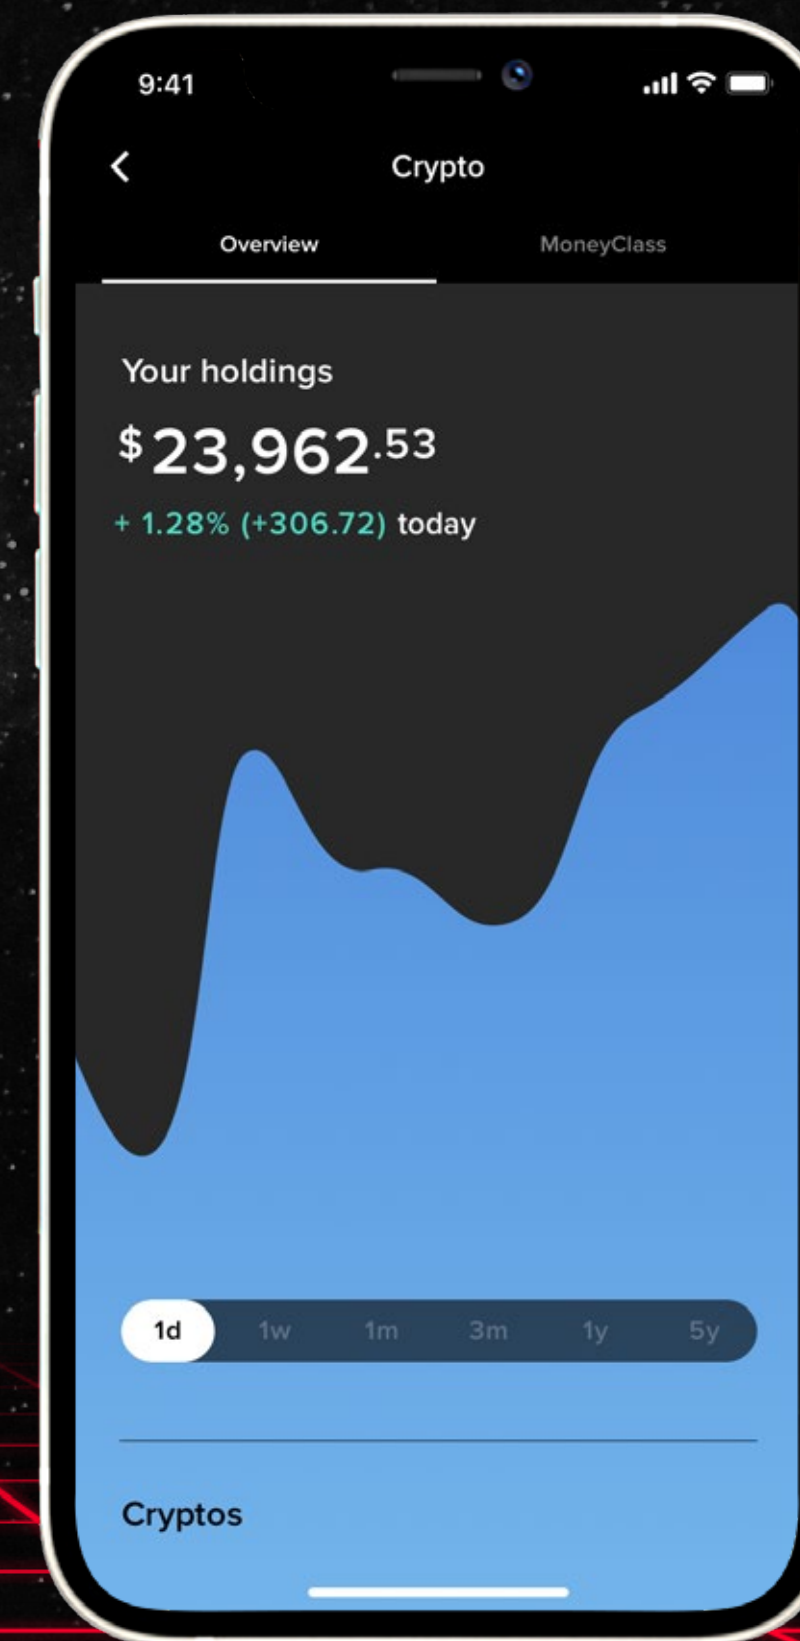 9:41
Crypto
Overview MoneyClass
Your holdings
$23,962.53
+ 1.28% (+306.72) today
1d 1w 1m 3m 1y 5y
Cryptos